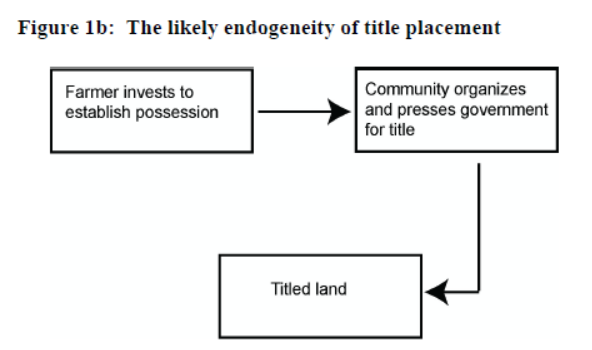 Figure 1b: The likely endogeneity of title placement
Farmer invests to
establish possession
Community organizes
and presses government
for title
Titled land